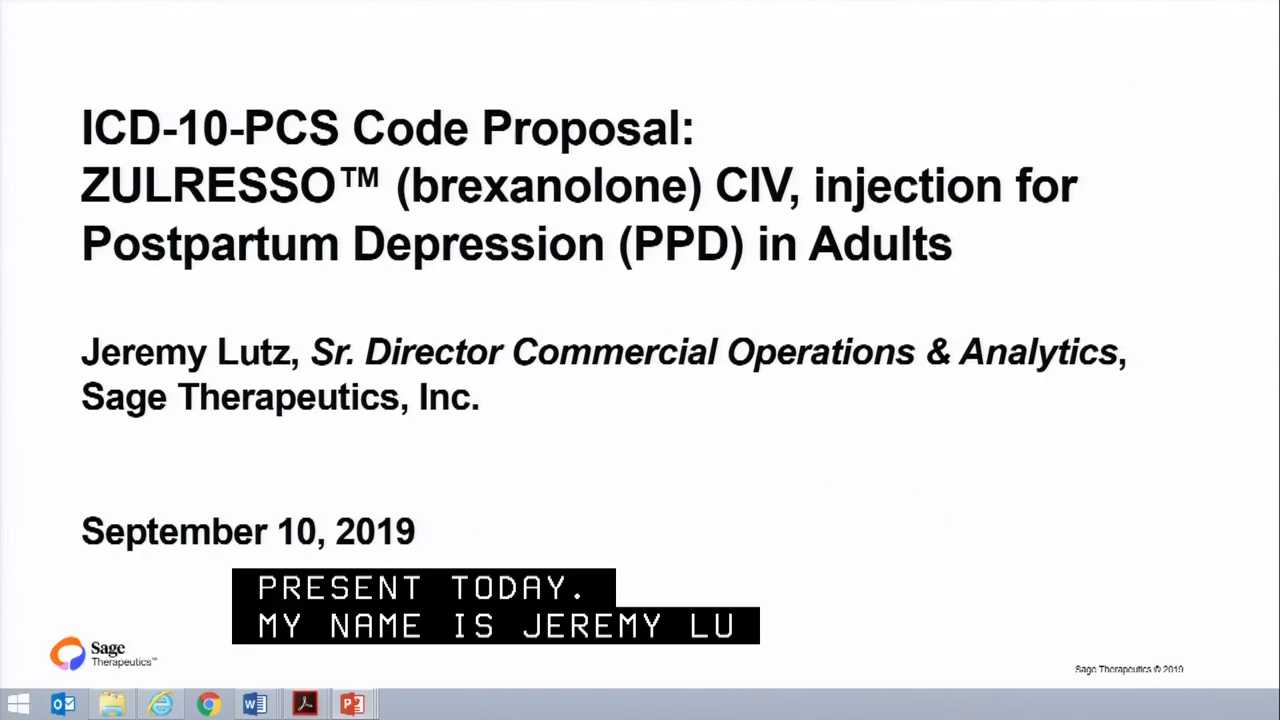 ICD-10-PCS Code Proposal:
ZULRESSO™ (brexanolone) CIV, injection for
Postpartum Depression (PPD) in Adults
Jeremy Lutz, Sr. Director Commercial Operations & Analytics,
Sage Therapeutics, Inc.
September 10, 2019
PRESENT TODAY.
MY NAME IS JEREMY LU
Sage
Therapeutics™
Sage Therapeutics © 2019